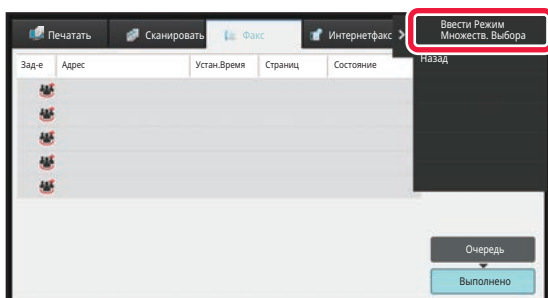 Печатать
Сканировать
Факс
Интернетфакс
Ввести Режим
Множеств. Выбора
Назад
Зад-е Адрес Устан.Время Страниц Состояние
Очередь
Выполнено